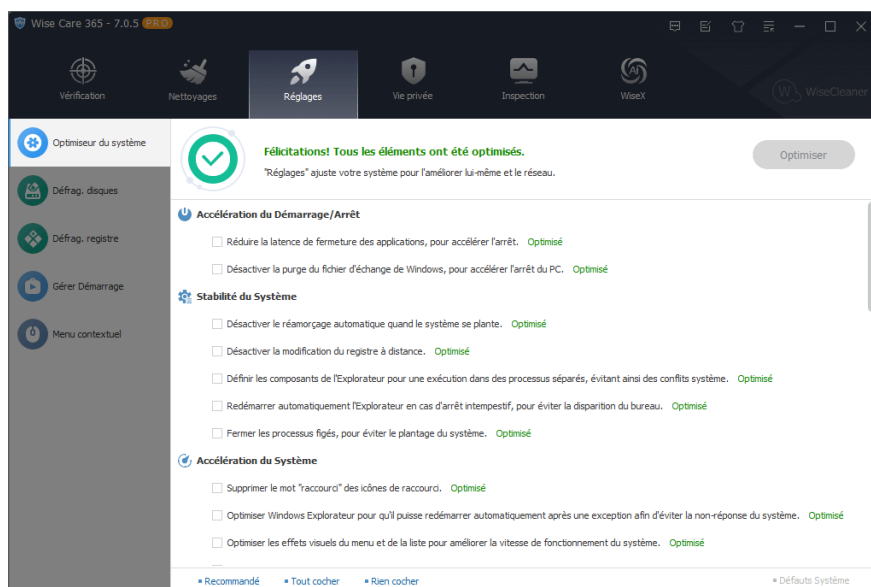 Wise Care 365 - 7.0.5 PRO
Vérification
Nettoyages
Réglages
Vie privée
Inspection
AI
WiseX
W WiseCleaner
Optimiseur du système
Défrag. disques
Défrag. registre
Gérer Démarrage
Menu contextuel
Félicitations! Tous les éléments ont été optimisés.
"Réglages" ajuste votre système pour l'améliorer lui-même et le réseau.
Optimiser
Accélération du Démarrage/Arrêt
Réduire la latence de fermeture des applications, pour accélérer l'arrêt. Optimisé
Désactiver la purge du fichier d'échange de Windows, pour accélérer l'arrêt du PC. Optimisé
Stabilité du Système
Désactiver le réamorçage automatique quand le système se plante. Optimisé
Désactiver la modification du registre à distance. Optimisé
Définir les composants de l'Explorateur pour une exécution dans des processus séparés, évitant ainsi des conflits système. Optimisé
Redémarrer automatiquement l'Explorateur en cas d'arrêt intempestif, pour éviter la disparition du bureau. Optimisé
Fermer les processus figés, pour éviter le plantage du système. Optimisé
Accélération du Système
Supprimer le mot "raccourci" des icônes de raccourci. Optimisé
Optimiser Windows Explorateur pour qu'il puisse redémarrer automatiquement après une exception afin d'éviter la non-réponse du système. Optimisé
Optimiser les effets visuels du menu et de la liste pour améliorer la vitesse de fonctionnement du système. Optimisé
Recommandé
Tout cocher
Rien cocher
Défauts Système